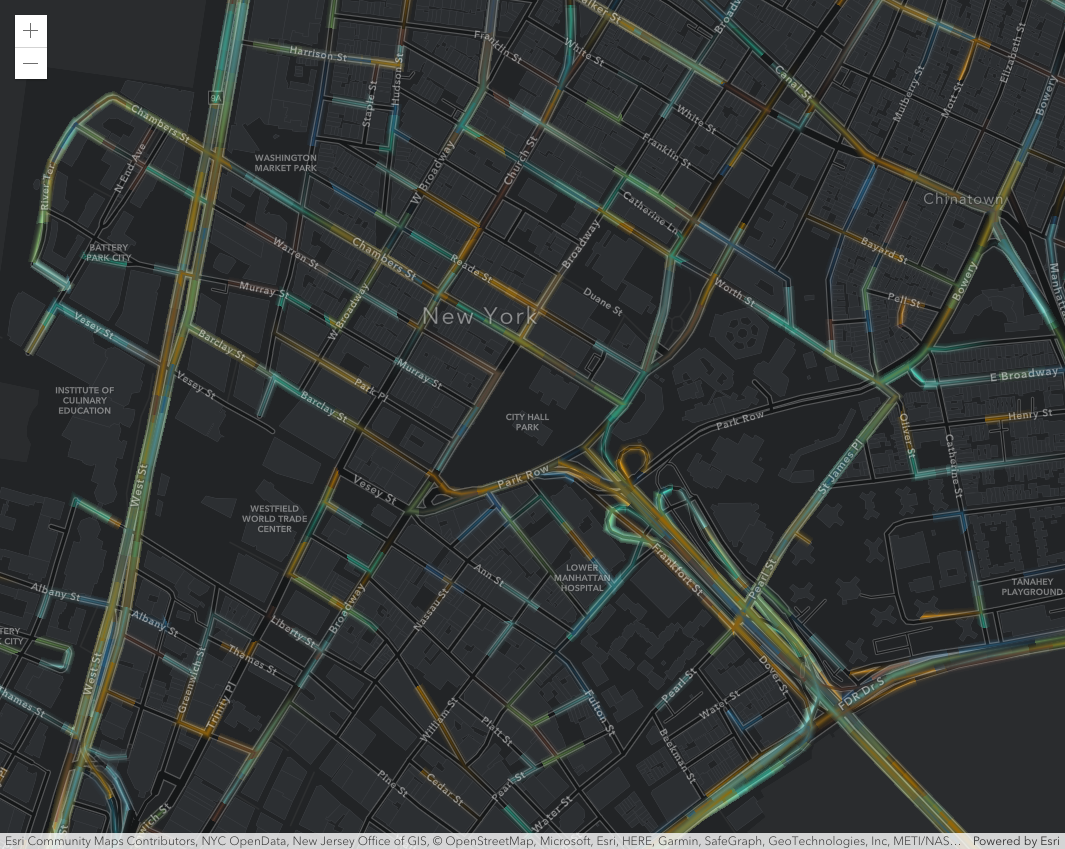 Walker St
Broadway
Harrison St
Hudson St
Franklin St
White St
Canal St
Mulberry St
Mott St
Elizabeth St
Bowery
Staple St
9A
Chambers St
N End Ave
River Ter
WASHINGTON
MARKET PARK
W Broadway
Church St
White St
Franklin St
Catherine Ln
Chinatown
BATTERY
PARK CITY
Warren St
Chambers St
Reade St
Broadway
Bayard St
Murray St
W Broadway
New York
Duane St
Worth St
Pell St
Bowery
Vesey St
Barclay St
Vesey St
Murray St
Park Pl
Barclay St
INSTITUTE OF
CULINARY
EDUCATION
CITY HALL
PARK
Park Row
E Broadway
Henry St
Oliver St
Catherine St
St James Pl
West St
Park Row
Vesey St
WESTFIELD
WORLD TRADE
CENTER
LOWER
MANHATTAN
HOSPITAL
Frankfort St
Pearl St
TANAHEY
PLAYGROUND
Ann St
Nassau St
Broadway
Albany St
Albany St
Liberty St
Thames St
Greenwich St
Trinity Pl
West St
Thames St
Dover St
FDR Dr S
Pearl St
Water St
Fulton St
Beekman St
William St
Platt St
Pine St
Cedar St
Pearl St
Water St
Esri Community Maps Contributors, NYC OpenData, New Jersey Office of GIS, © OpenStreetMap, Microsoft, Esri, HERE, Garmin, SafeGraph, GeoTechnologies, Inc, METI/NAS… Powered by Esri